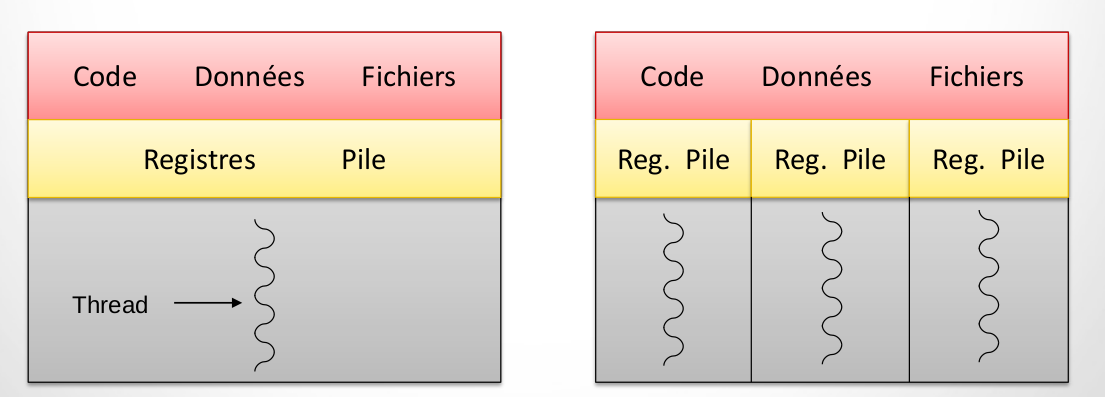 Code Données Fichiers
Registres Pile
Thread
Code Données Fichiers
Reg. Pile Reg. Pile Reg. Pile